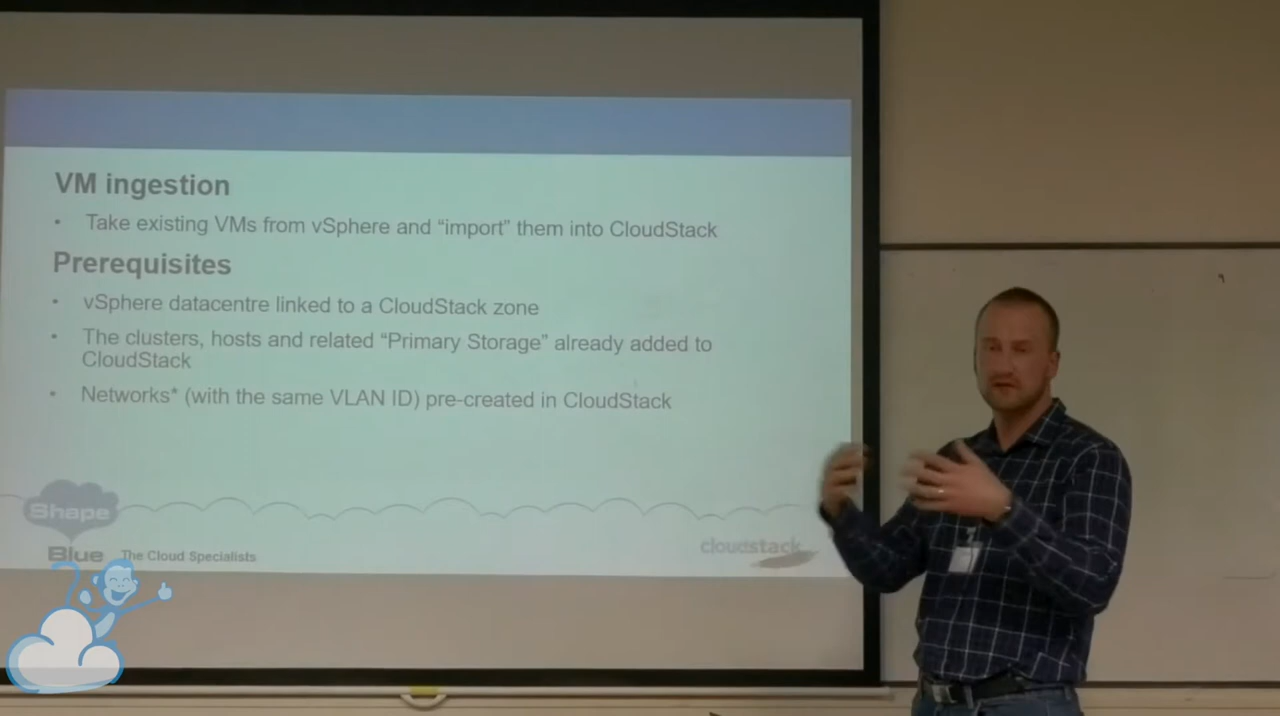 VM ingestion
• Take existing VMs from vSphere and “import” them into CloudStack
Prerequisites
• vSphere datacentre linked to a CloudStack zone
• The clusters, hosts and related “Primary Storage” already added to
CloudStack
• Networks* (with the same VLAN ID) pre-created in CloudStack
Shape
Blue The Cloud Specialists
cloudstack